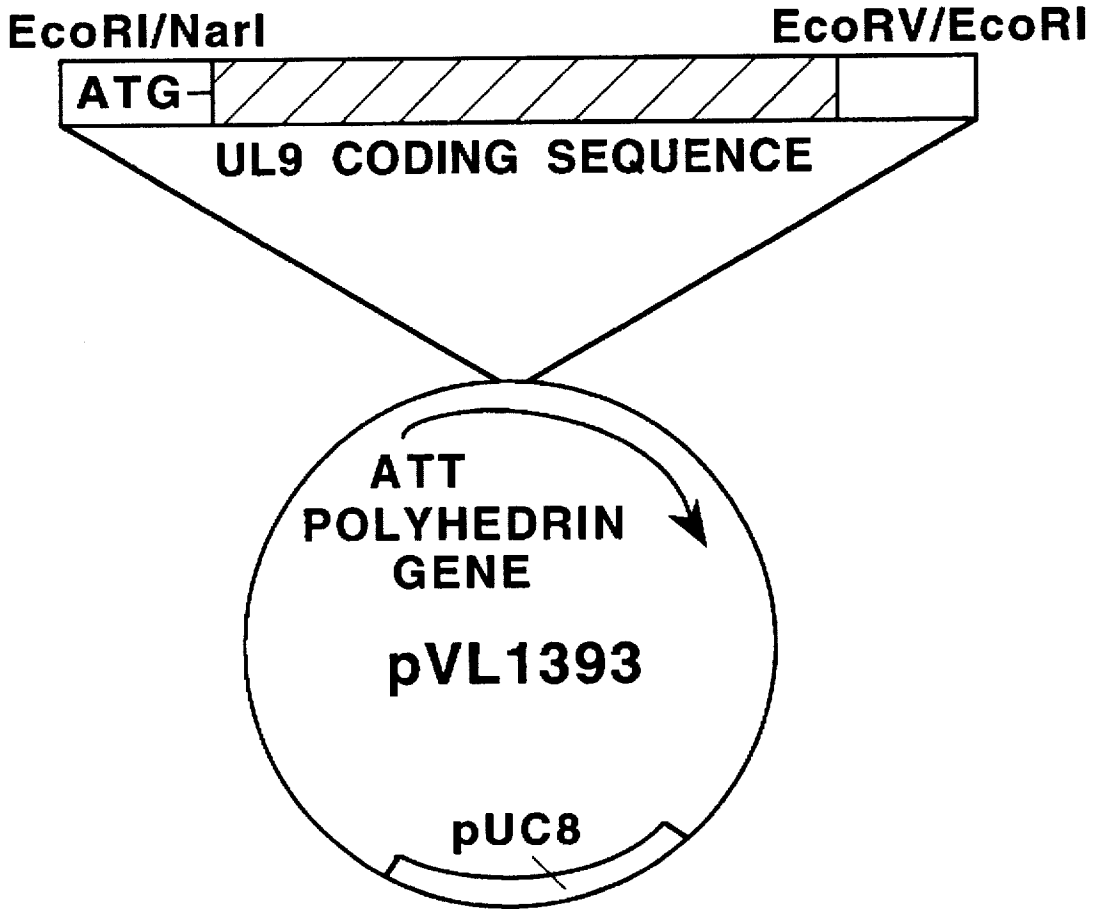 EcoRI/NarI
EcoRV/EcoRI
ATG
UL9 CODING SEQUENCE
ATT
POLYHEDRIN
GENE
pVL1393
pUC8